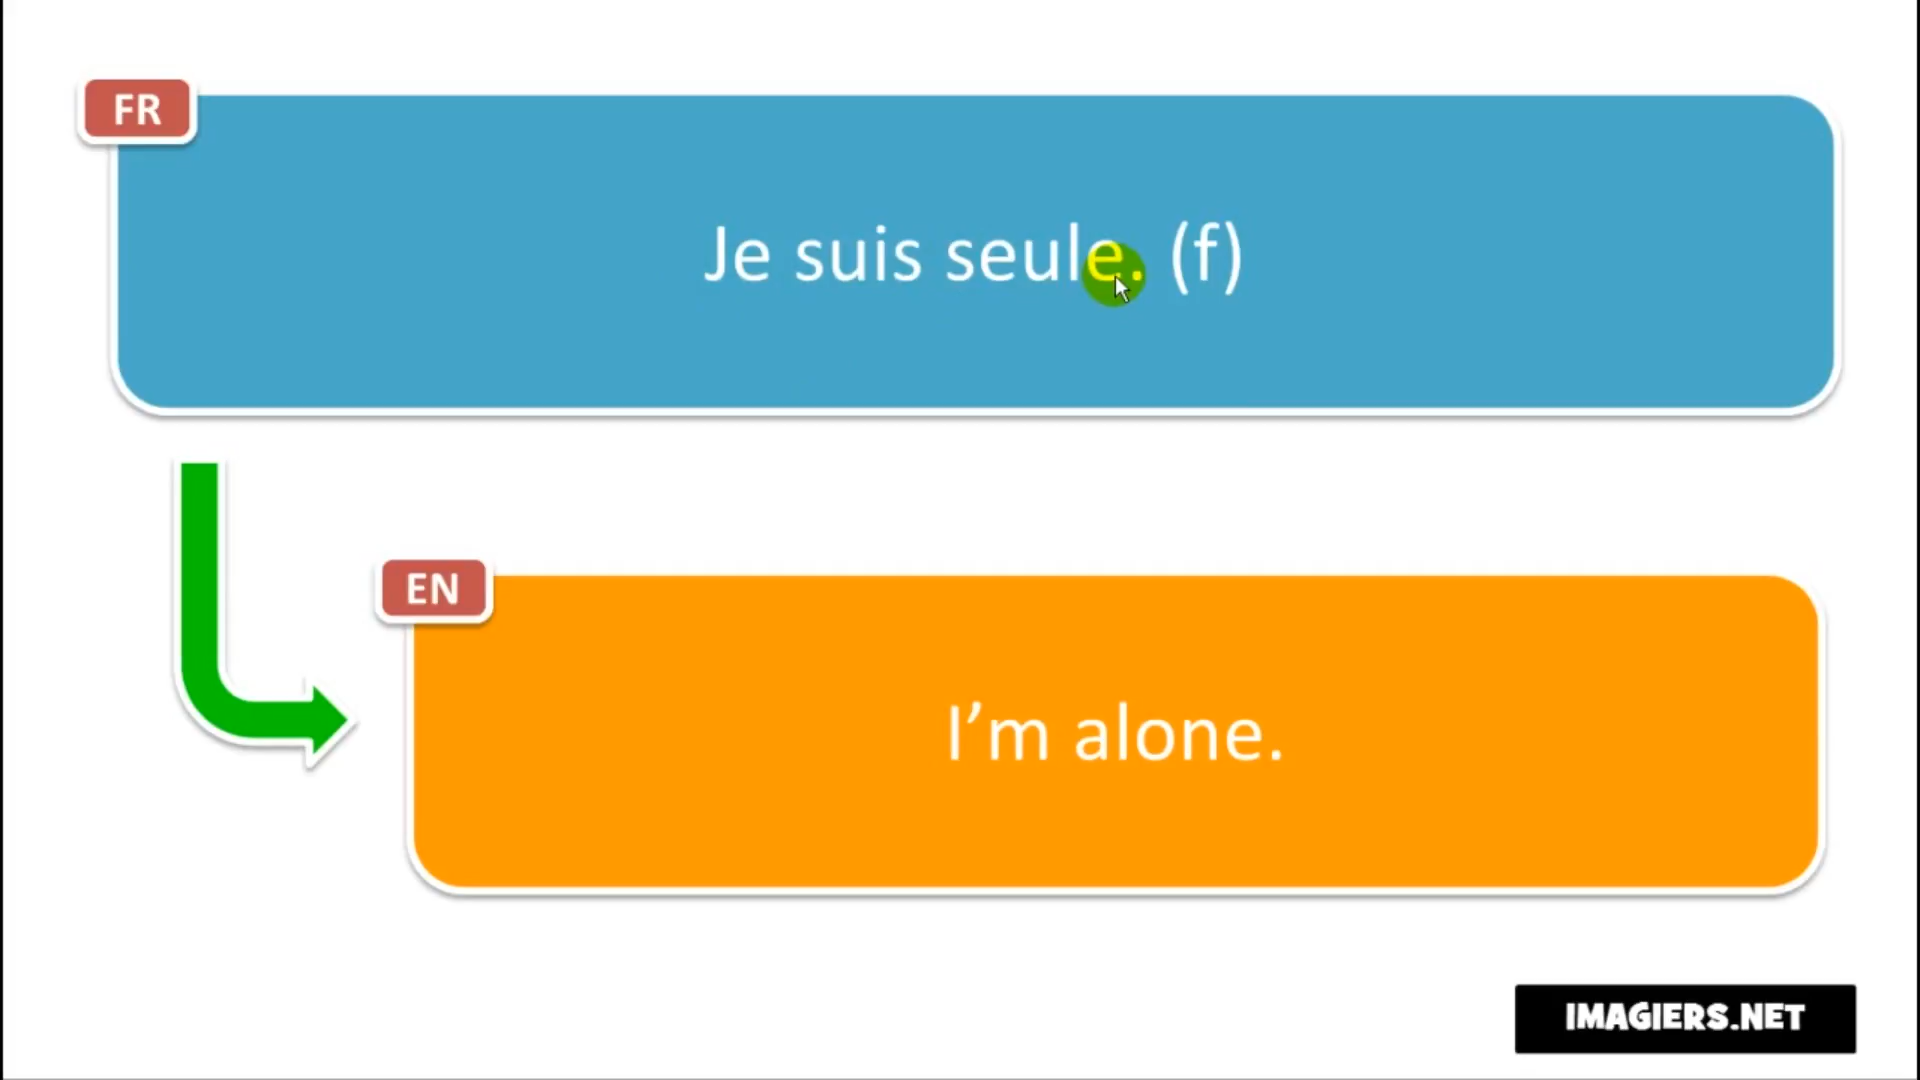 FR
Je suis seule. (f)
EN
I’m alone.
IMAGIERS.NET